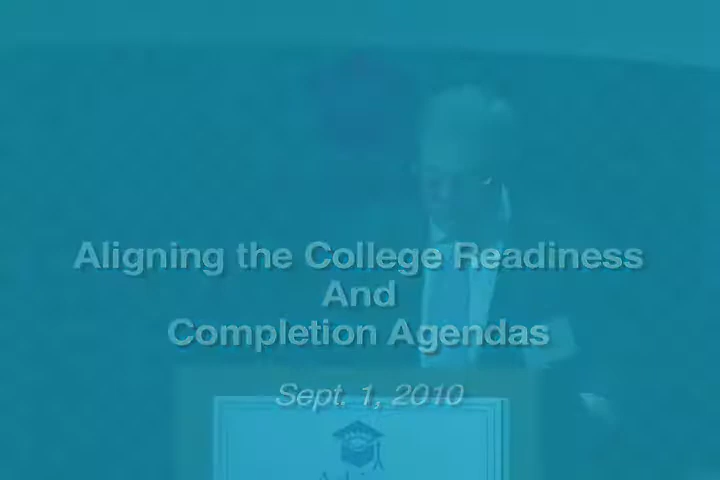 Aligning the College Readiness
And
Completion Agendas
Sept. 1, 2010